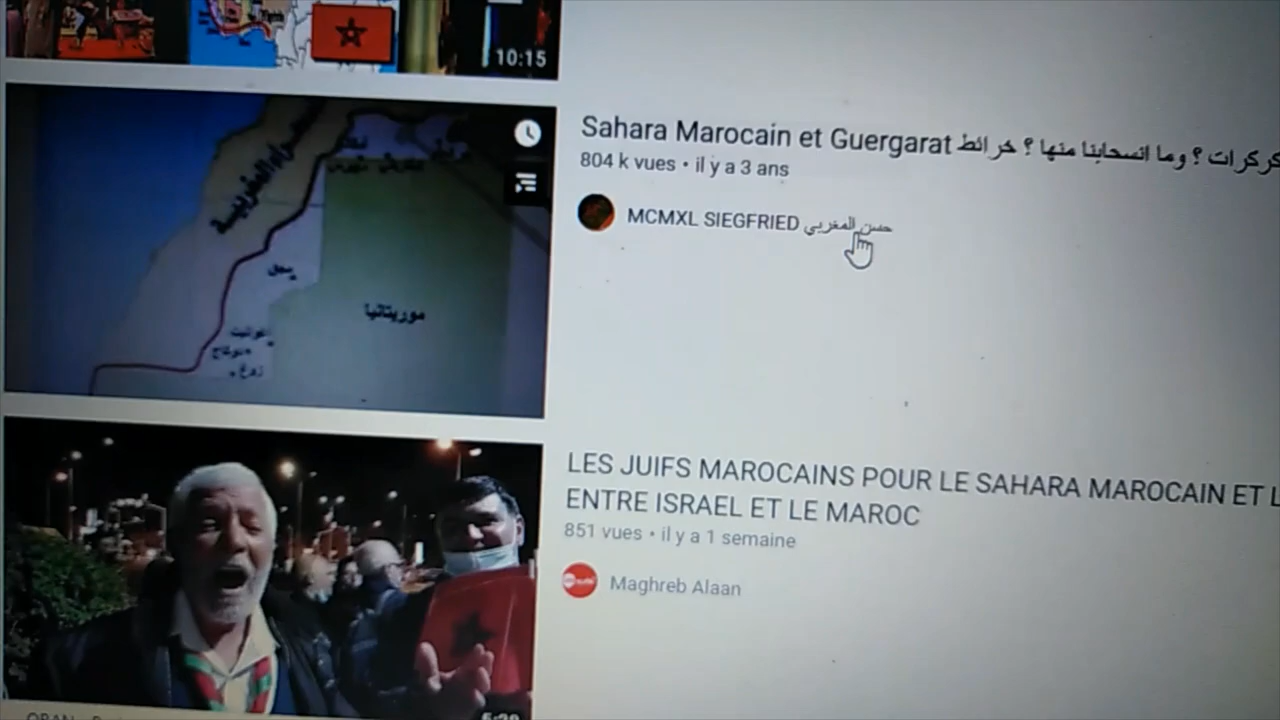 10:15
Sahara Marocain et Guergarat كركرات ؟ وما انسحابنا منها ؟ خرائط
804 k vues • il y a 3 ans
MCMXL SIEGFRIED حسن المغربي
موريتانيا
LES JUIFS MAROCAINS POUR LE SAHARA MAROCAIN ET L
ENTRE ISRAEL ET LE MAROC
851 vues • il y a 1 semaine
Maghreb Alaan